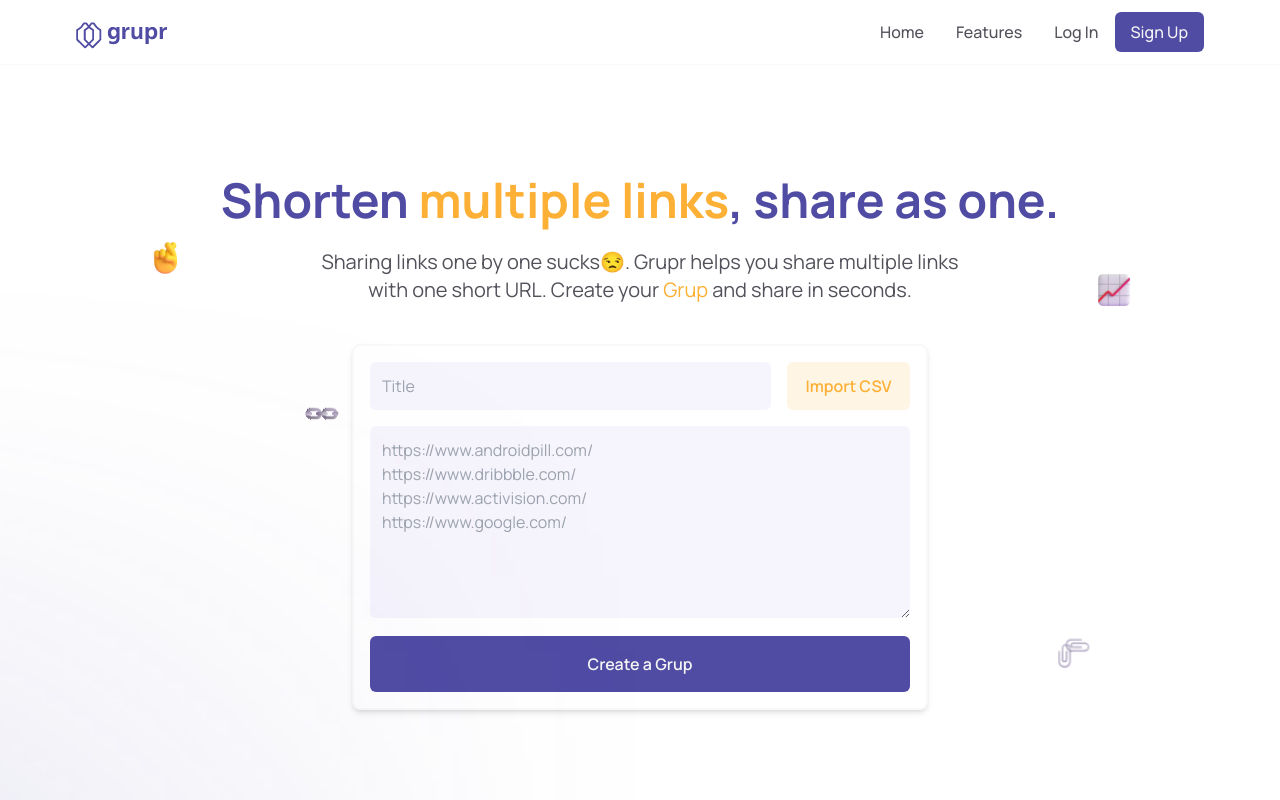 grupr
Home Features Log In Sign Up
Shorten multiple links, share as one.
Sharing links one by one sucks😒. Grupr helps you share multiple links
with one short URL. Create your Grup and share in seconds.
Title Import CSV
https://www.androidpill.com/
https://www.dribbble.com/
https://www.activision.com/
https://www.google.com/
Create a Grup